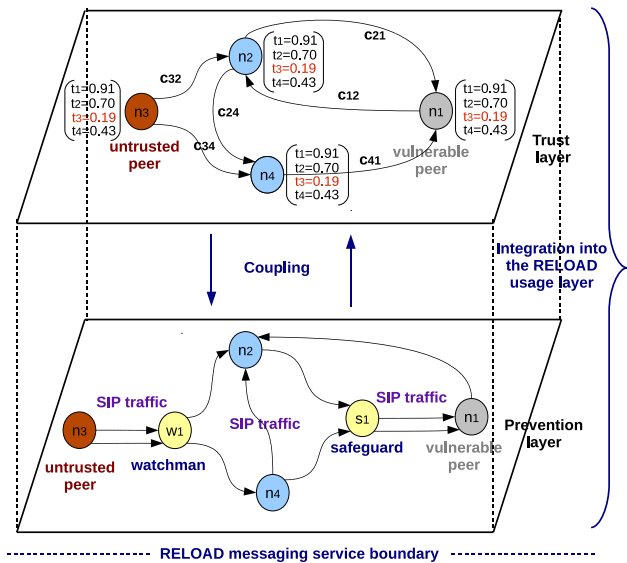 c21
t1=0.91
t2=0.70
t3=0.19
t4=0.43
n2
c32
t1=0.91
t2=0.70
t3=0.19
t4=0.43
n3
c12
t1=0.91
t2=0.70
t3=0.19
t4=0.43
n1
c24
untrusted
peer
c34
n4
t1=0.91
t2=0.70
t3=0.19
t4=0.43
c41
vulnerable
peer
Trust
layer
Coupling
Integration into
the RELOAD
usage layer
n2
SIP traffic
n3
w1
SIP traffic
s1
SIP traffic
n1
untrusted
peer
watchman
n4
safeguard
vulnerable
peer
Prevention
layer
RELOAD messaging service boundary